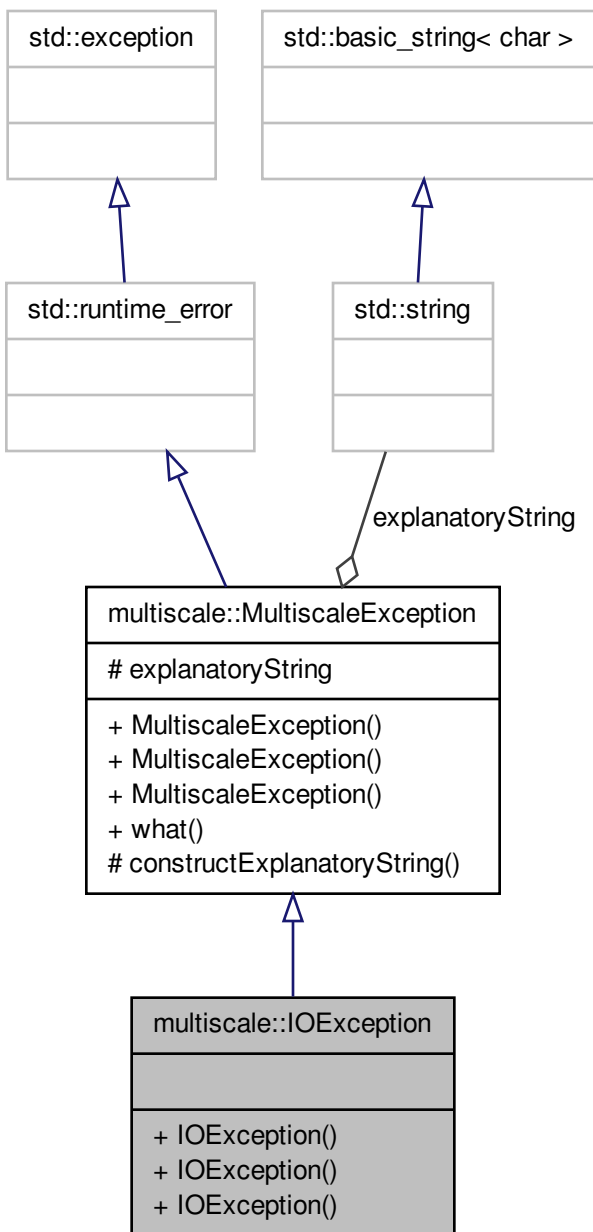 std::exception
std::basic_string< char >
std::runtime_error
std::string
explanatoryString
multiscale::MultiscaleException
# explanatoryString
+ MultiscaleException()
+ MultiscaleException()
+ MultiscaleException()
+ what()
# constructExplanatoryString()
multiscale::IOException
+ IOException()
+ IOException()
+ IOException()